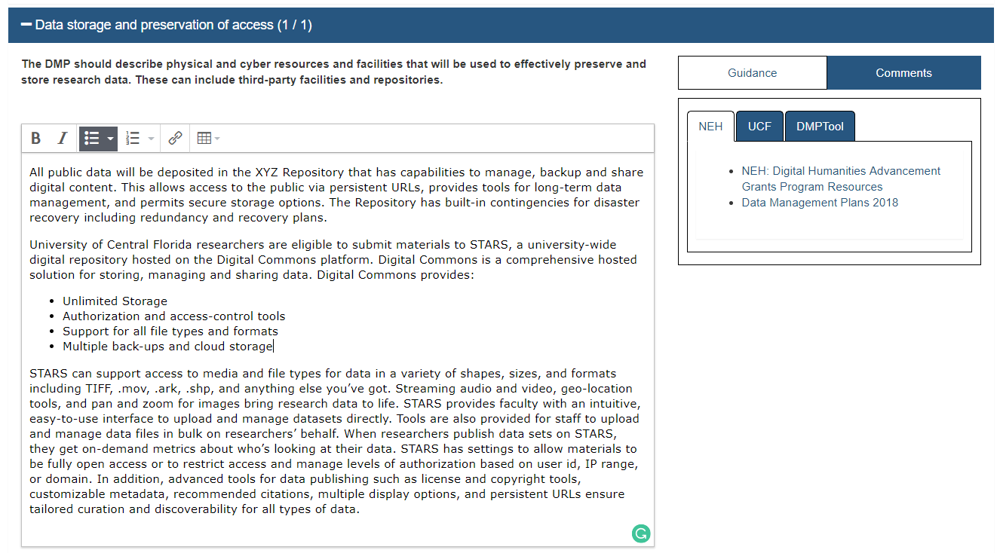 Data storage and preservation of access (1 / 1)
The DMP should describe physical and cyber resources and facilities that will be used to effectively preserve and
store research data. These can include third-party facilities and repositories.
B I
All public data will be deposited in the XYZ Repository that has capabilities to manage, backup and share
digital content. This allows access to the public via persistent URLs, provides tools for long-term data
management, and permits secure storage options. The Repository has built-in contingencies for disaster
recovery including redundancy and recovery plans.
University of Central Florida researchers are eligible to submit materials to STARS, a university-wide
digital repository hosted on the Digital Commons platform. Digital Commons is a comprehensive hosted
solution for storing, managing and sharing data. Digital Commons provides:
• Unlimited Storage
• Authorization and access-control tools
• Support for all file types and formats
• Multiple back-ups and cloud storage
STARS can support access to media and file types for data in a variety of shapes, sizes, and formats
including TIFF, .mov, .ark, .shp, and anything else you’ve got. Streaming audio and video, geo-location
tools, and pan and zoom for images bring research data to life. STARS provides faculty with an intuitive,
easy-to-use interface to upload and manage datasets directly. Tools are also provided for staff to upload
and manage data files in bulk on researchers’ behalf. When researchers publish data sets on STARS,
they get on-demand metrics about who’s looking at their data. STARS has settings to allow materials to
be fully open access or to restrict access and manage levels of authorization based on user id, IP range,
or domain. In addition, advanced tools for data publishing such as license and copyright tools,
customizable metadata, recommended citations, multiple display options, and persistent URLs ensure
tailored curation and discoverability for all types of data.
Guidance
Comments
NEH
UCF
DMPTool
• NEH: Digital Humanities Advancement
Grants Program Resources
• Data Management Plans 2018